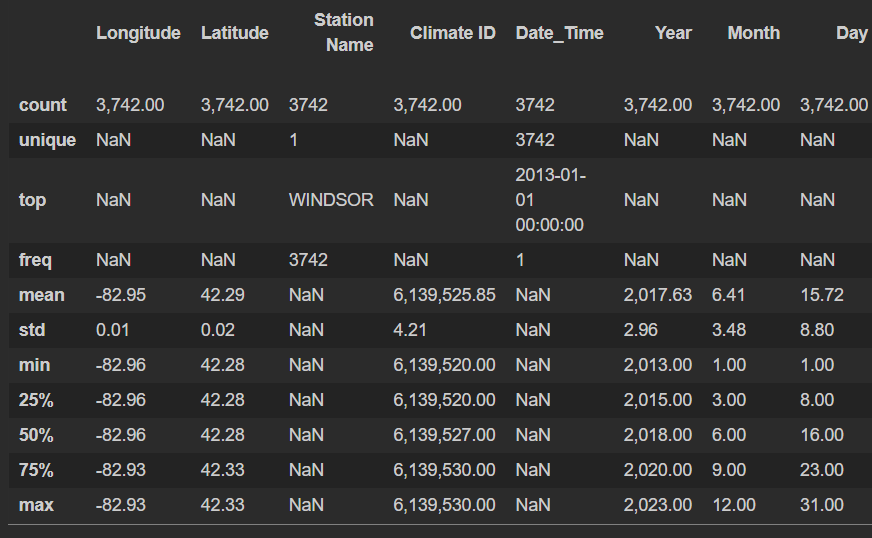 Longitude Latitude Station Name Climate ID Date_Time Year Month Day
count 3,742.00 3,742.00 3742 3,742.00 3742 3,742.00 3,742.00 3,742.00
unique NaN NaN 1 NaN 3742 NaN NaN NaN
top NaN NaN WINDSOR NaN 2013-01-01 00:00:00 NaN NaN NaN
freq NaN NaN 3742 NaN 1 NaN NaN NaN
mean -82.95 42.29 NaN 6,139,525.85 NaN 2,017.63 6.41 15.72
std 0.01 0.02 NaN 4.21 NaN 2.96 3.48 8.80
min -82.96 42.28 NaN 6,139,520.00 NaN 2,013.00 1.00 1.00
25% -82.96 42.28 NaN 6,139,520.00 NaN 2,015.00 3.00 8.00
50% -82.96 42.28 NaN 6,139,527.00 NaN 2,018.00 6.00 16.00
75% -82.93 42.33 NaN 6,139,530.00 NaN 2,020.00 9.00 23.00
max -82.93 42.33 NaN 6,139,530.00 NaN 2,023.00 12.00 31.00